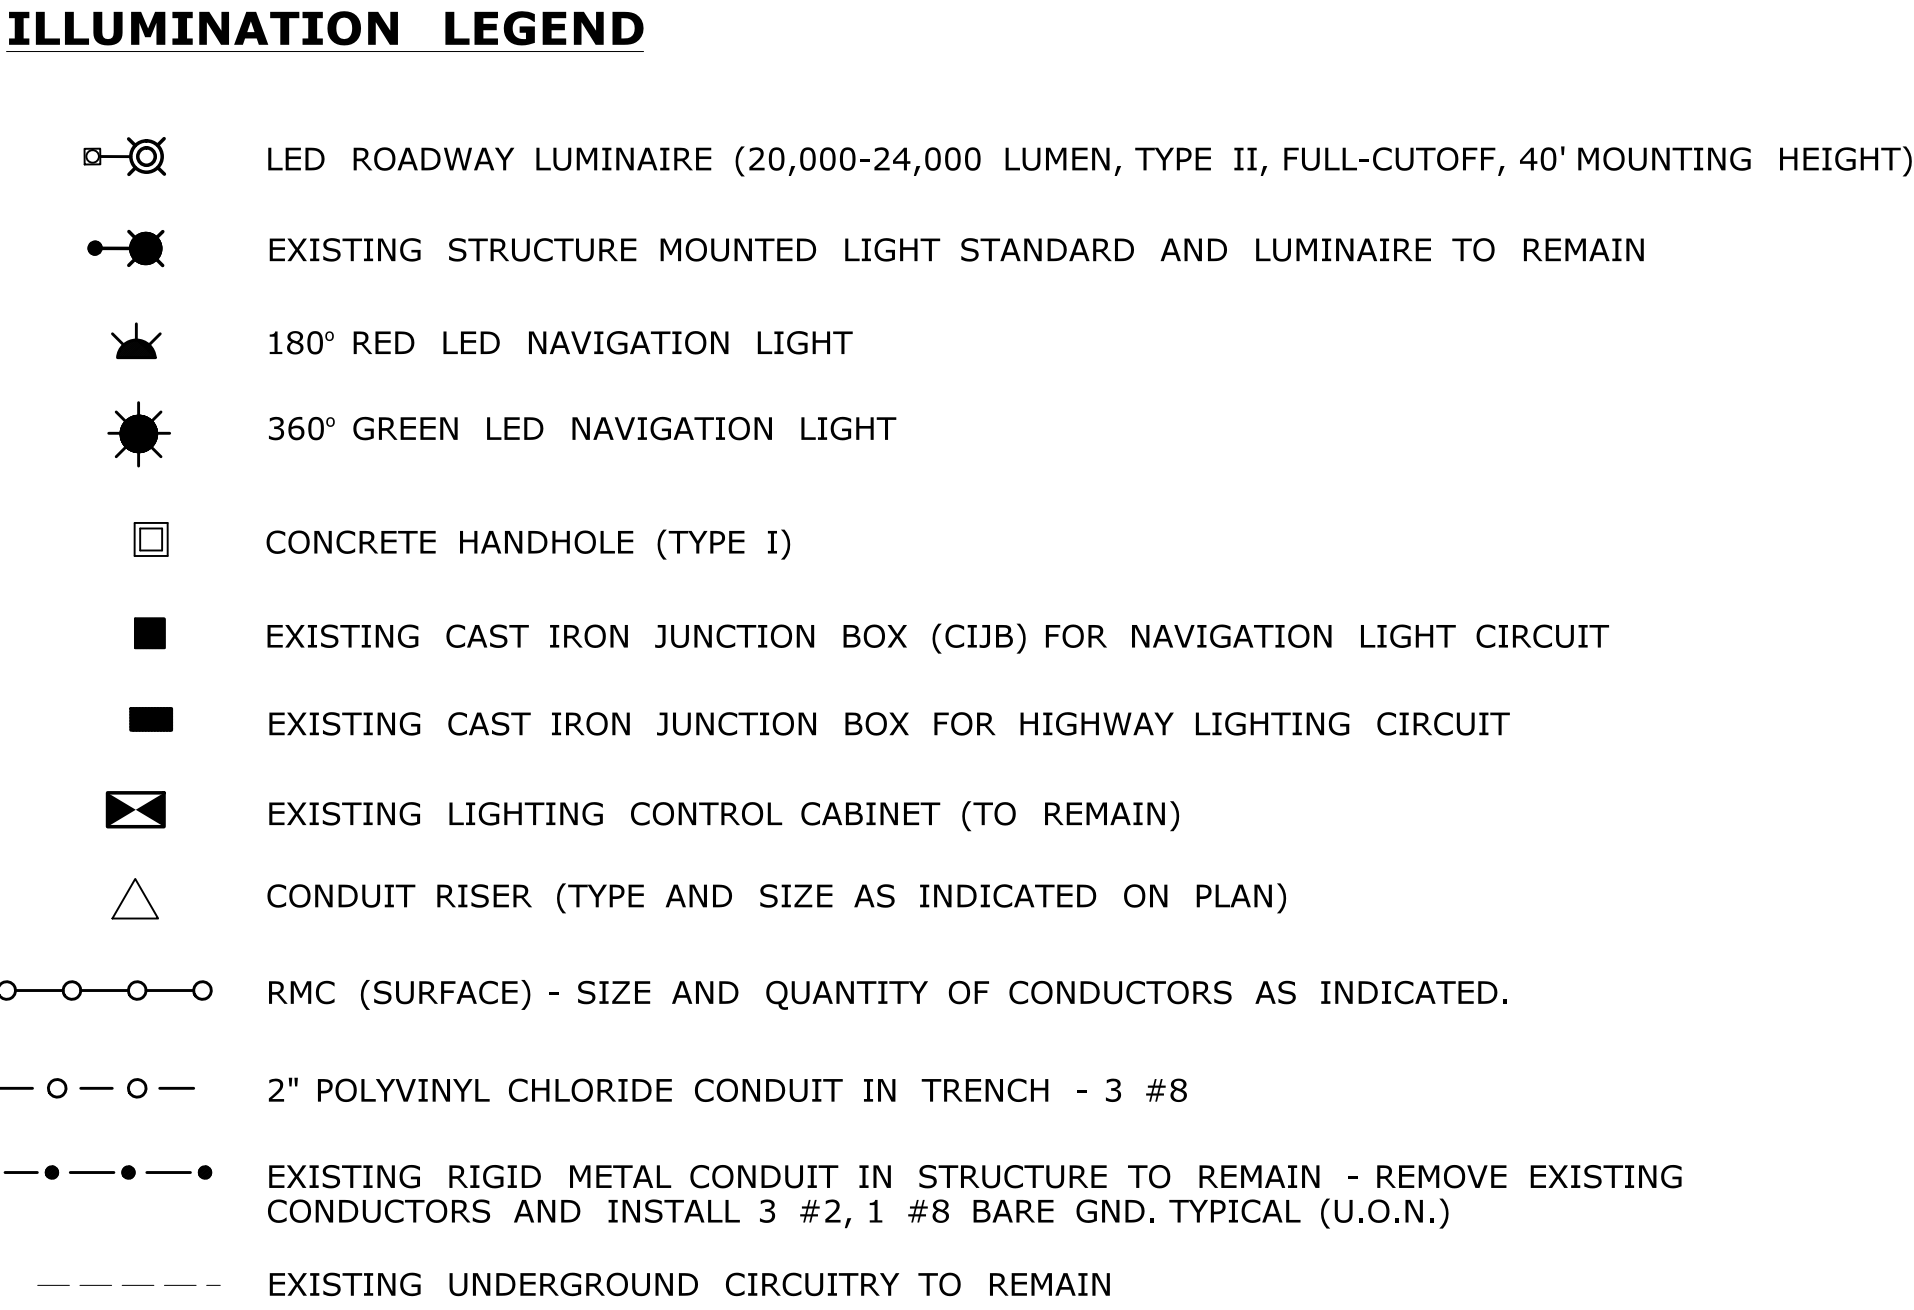 ILLUMINATION LEGEND
LED ROADWAY LUMINAIRE (20,000-24,000 LUMEN, TYPE II, FULL-CUTOFF, 40' MOUNTING HEIGHT)
EXISTING STRUCTURE MOUNTED LIGHT STANDARD AND LUMINAIRE TO REMAIN
180° RED LED NAVIGATION LIGHT
360° GREEN LED NAVIGATION LIGHT
CONCRETE HANDHOLE (TYPE I)
EXISTING CAST IRON JUNCTION BOX (CIJB) FOR NAVIGATION LIGHT CIRCUIT
EXISTING CAST IRON JUNCTION BOX FOR HIGHWAY LIGHTING CIRCUIT
EXISTING LIGHTING CONTROL CABINET (TO REMAIN)
CONDUIT RISER (TYPE AND SIZE AS INDICATED ON PLAN)
RMC (SURFACE) - SIZE AND QUANTITY OF CONDUCTORS AS INDICATED.
2" POLYVINYL CHLORIDE CONDUIT IN TRENCH - 3 #8
EXISTING RIGID METAL CONDUIT IN STRUCTURE TO REMAIN - REMOVE EXISTING
CONDUCTORS AND INSTALL 3 #2, 1 #8 BARE GND. TYPICAL (U.O.N.)
EXISTING UNDERGROUND CIRCUITRY TO REMAIN